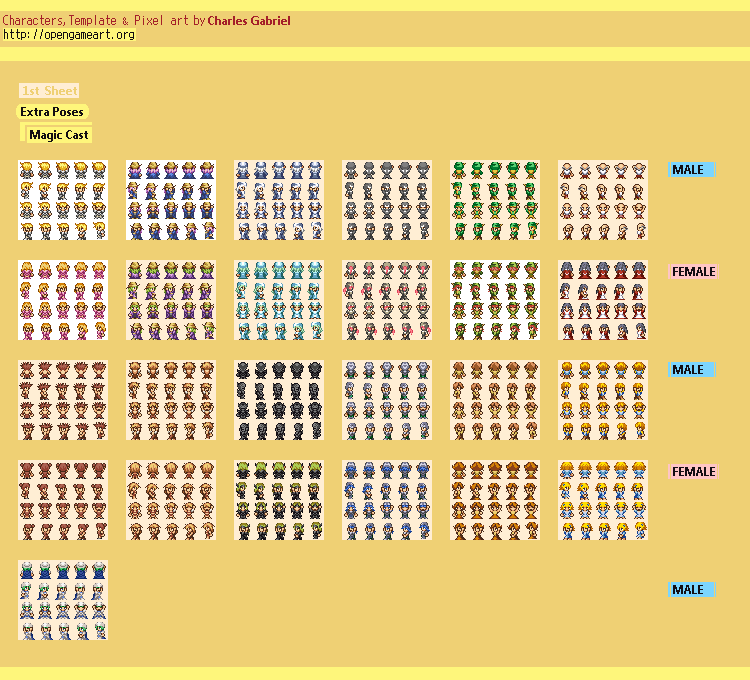 Characters, Template & Pixel art by Charles Gabriel
http://opengameart.org
1st Sheet
Extra Poses
Magic Cast
MALE
FEMALE
MALE
FEMALE
MALE